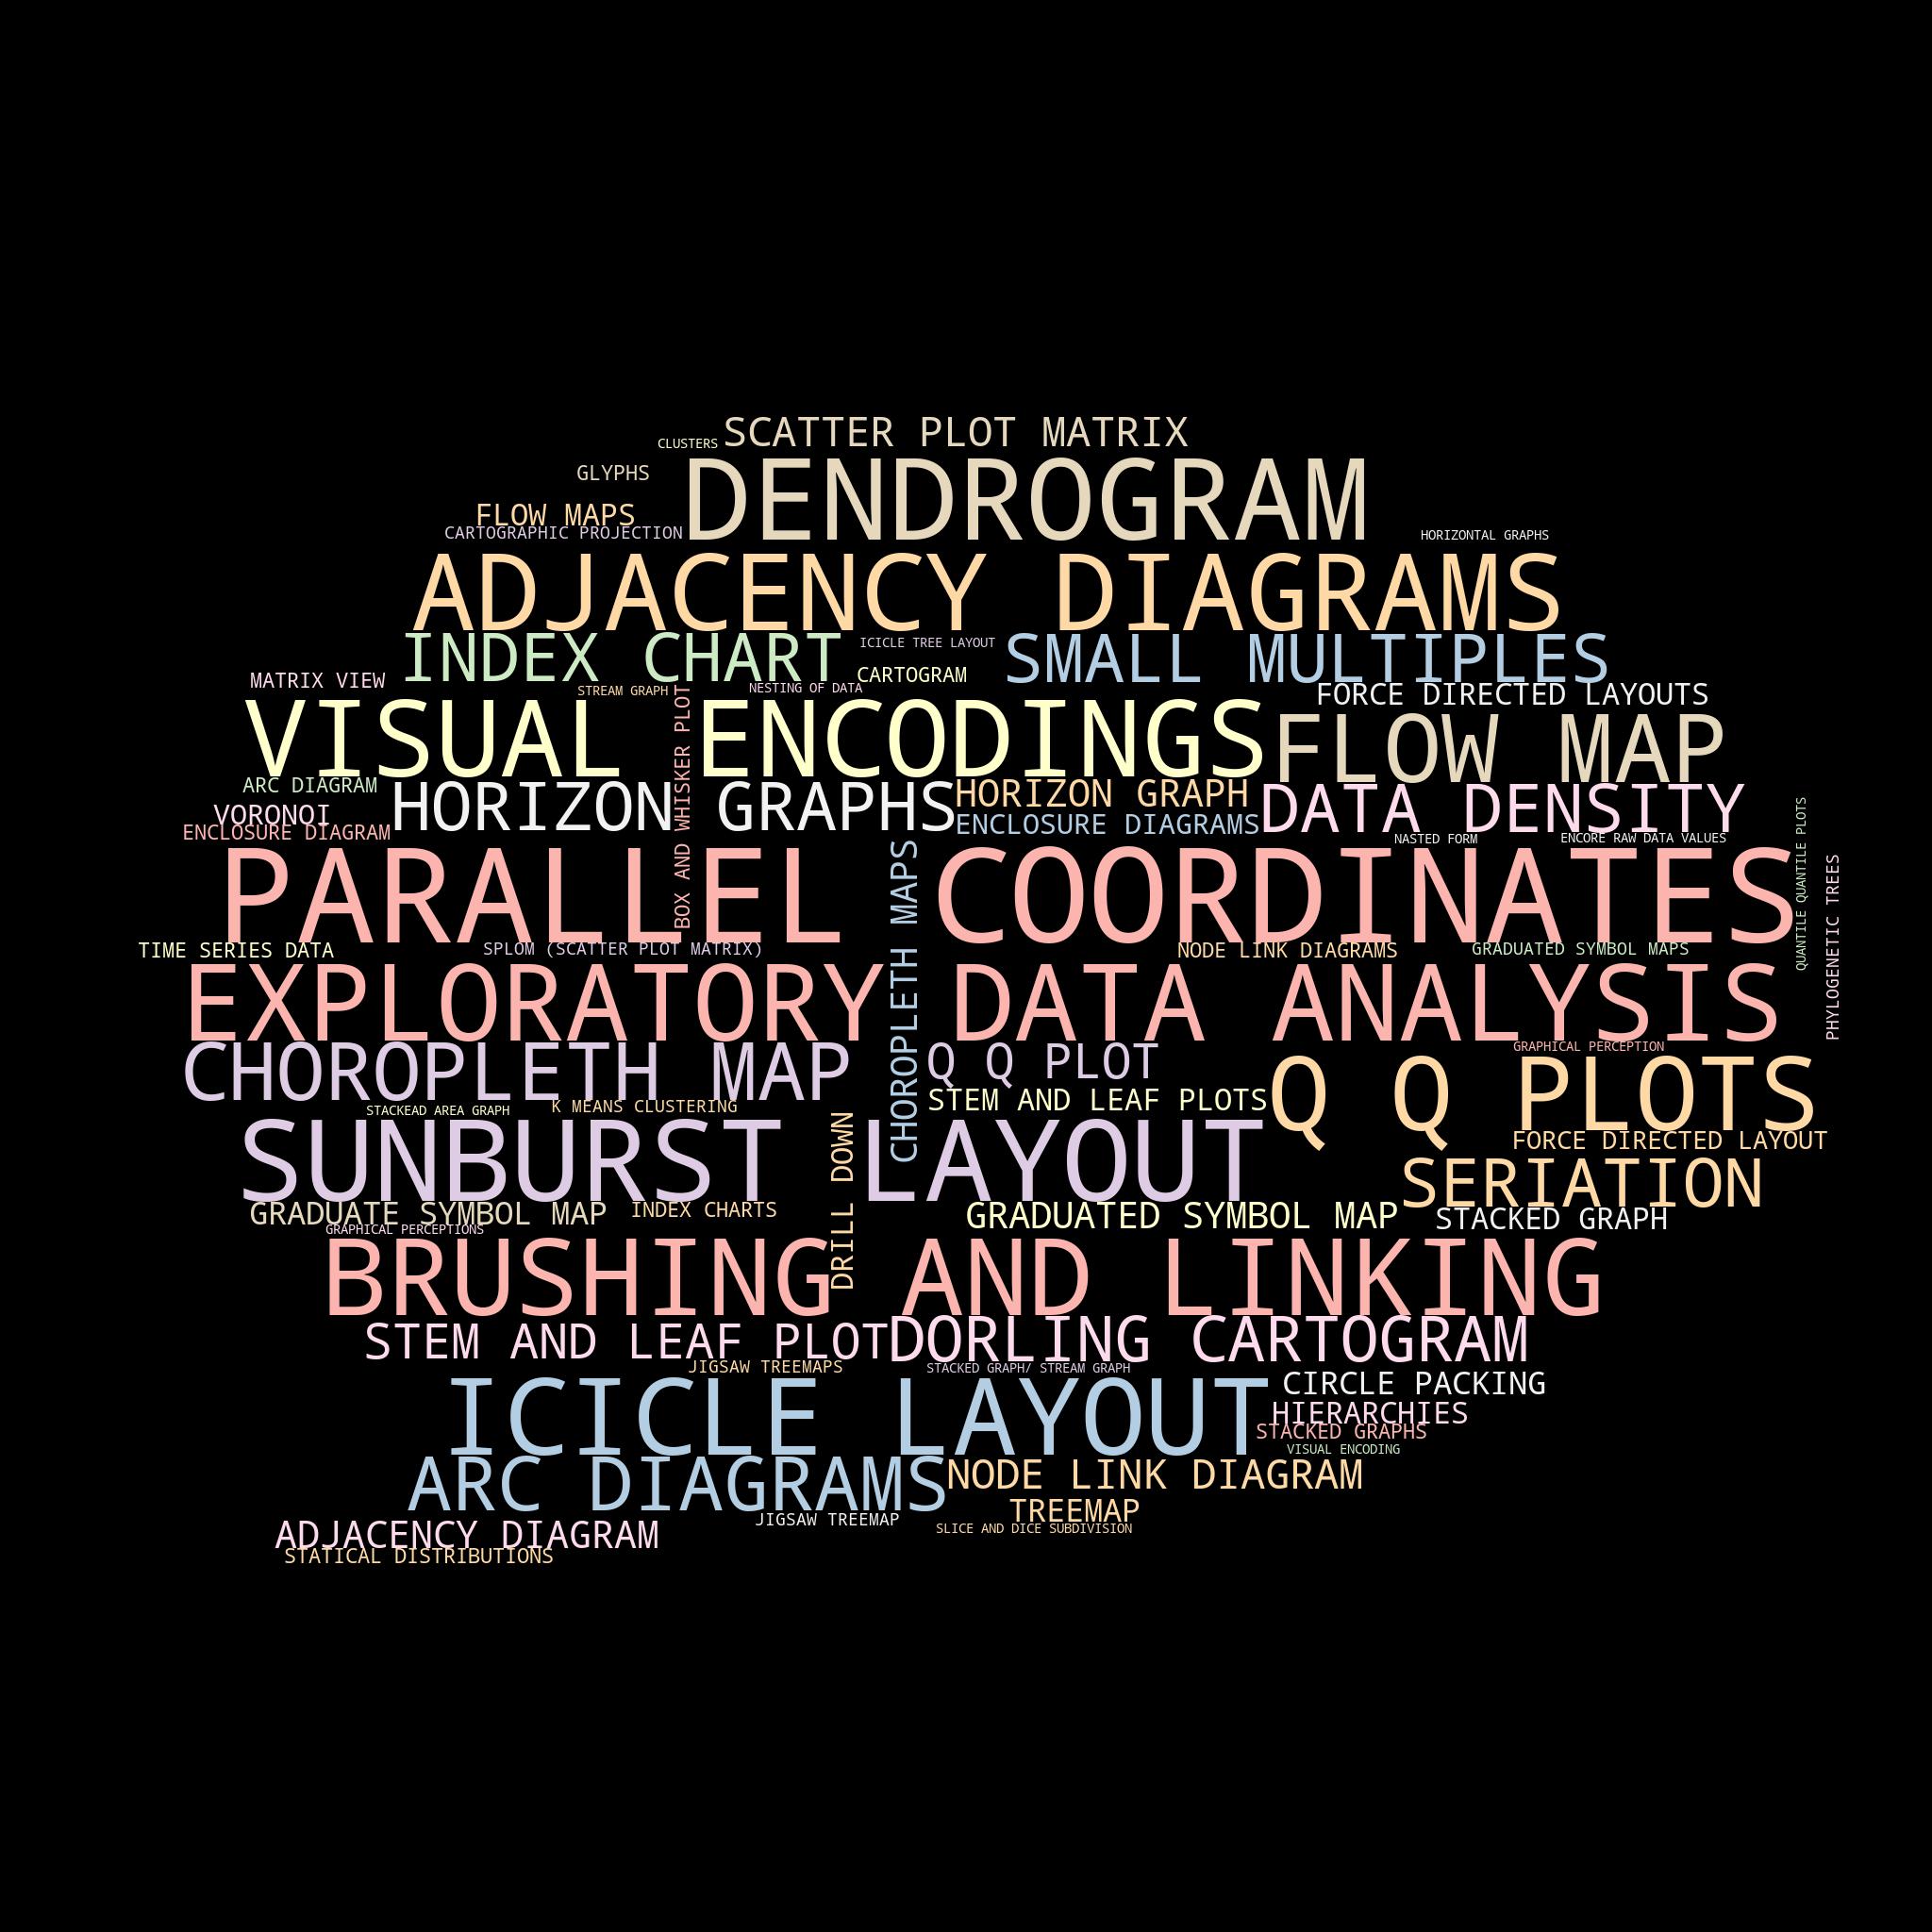 SCATTER PLOT MATRIX
CLUSTERS
GLYPHS
DENDROGRAM
FLOW MAPS
CARTOGRAPHIC PROJECTION
HORIZONTAL GRAPHS
ADJACENCY DIAGRAMS
INDEX CHART
ICICLE TREE LAYOUT
SMALL MULTIPLES
CARTOGRAM
MATRIX VIEW
STREAM GRAPH
NESTING OF DATA
FORCE DIRECTED LAYOUTS
VISUAL ENCODINGS
BOX AND WHISKER PLOT
FLOW MAP
ARC DIAGRAM
HORIZON GRAPHS
HORIZON GRAPH
DATA DENSITY
VORONOI
ENCLOSURE DIAGRAMS
ENCLOSURE DIAGRAM
NASTED FORM
ENCORE RAW DATA VALUES
QUANTILE QUANTILE PLOTS
PARALLEL COORDINATES
CHOROPLETH MAPS
PHYLOGENETIC TREES
TIME SERIES DATA
SPLOM (SCATTER PLOT MATRIX)
NODE LINK DIAGRAMS
GRADUATED SYMBOL MAPS
EXPLORATORY DATA ANALYSIS
CHOROPLETH MAP
Q Q PLOT
GRAPHICAL PERCEPTION
STEM AND LEAF PLOTS
Q Q PLOTS
STACKEAD AREA GRAPH
K MEANS CLUSTERING
SUNBURST LAYOUT
DRILL DOWN
FORCE DIRECTED LAYOUT
SERIATION
GRADUATE SYMBOL MAP
INDEX CHARTS
GRADUATED SYMBOL MAP
STACKED GRAPH
GRAPHICAL PERCEPTIONS
BRUSHING AND LINKING
STEM AND LEAF PLOT
DORLING CARTOGRAM
JIGSAW TREEMAPS
STACKED GRAPH/ STREAM GRAPH
ICICLE LAYOUT
CIRCLE PACKING
HIERARCHIES
STACKED GRAPHS
VISUAL ENCODING
ARC DIAGRAMS
NODE LINK DIAGRAM
TREEMAP
JIGSAW TREEMAP
SLICE AND DICE SUBDIVISION
ADJACENCY DIAGRAM
STATICAL DISTRIBUTIONS